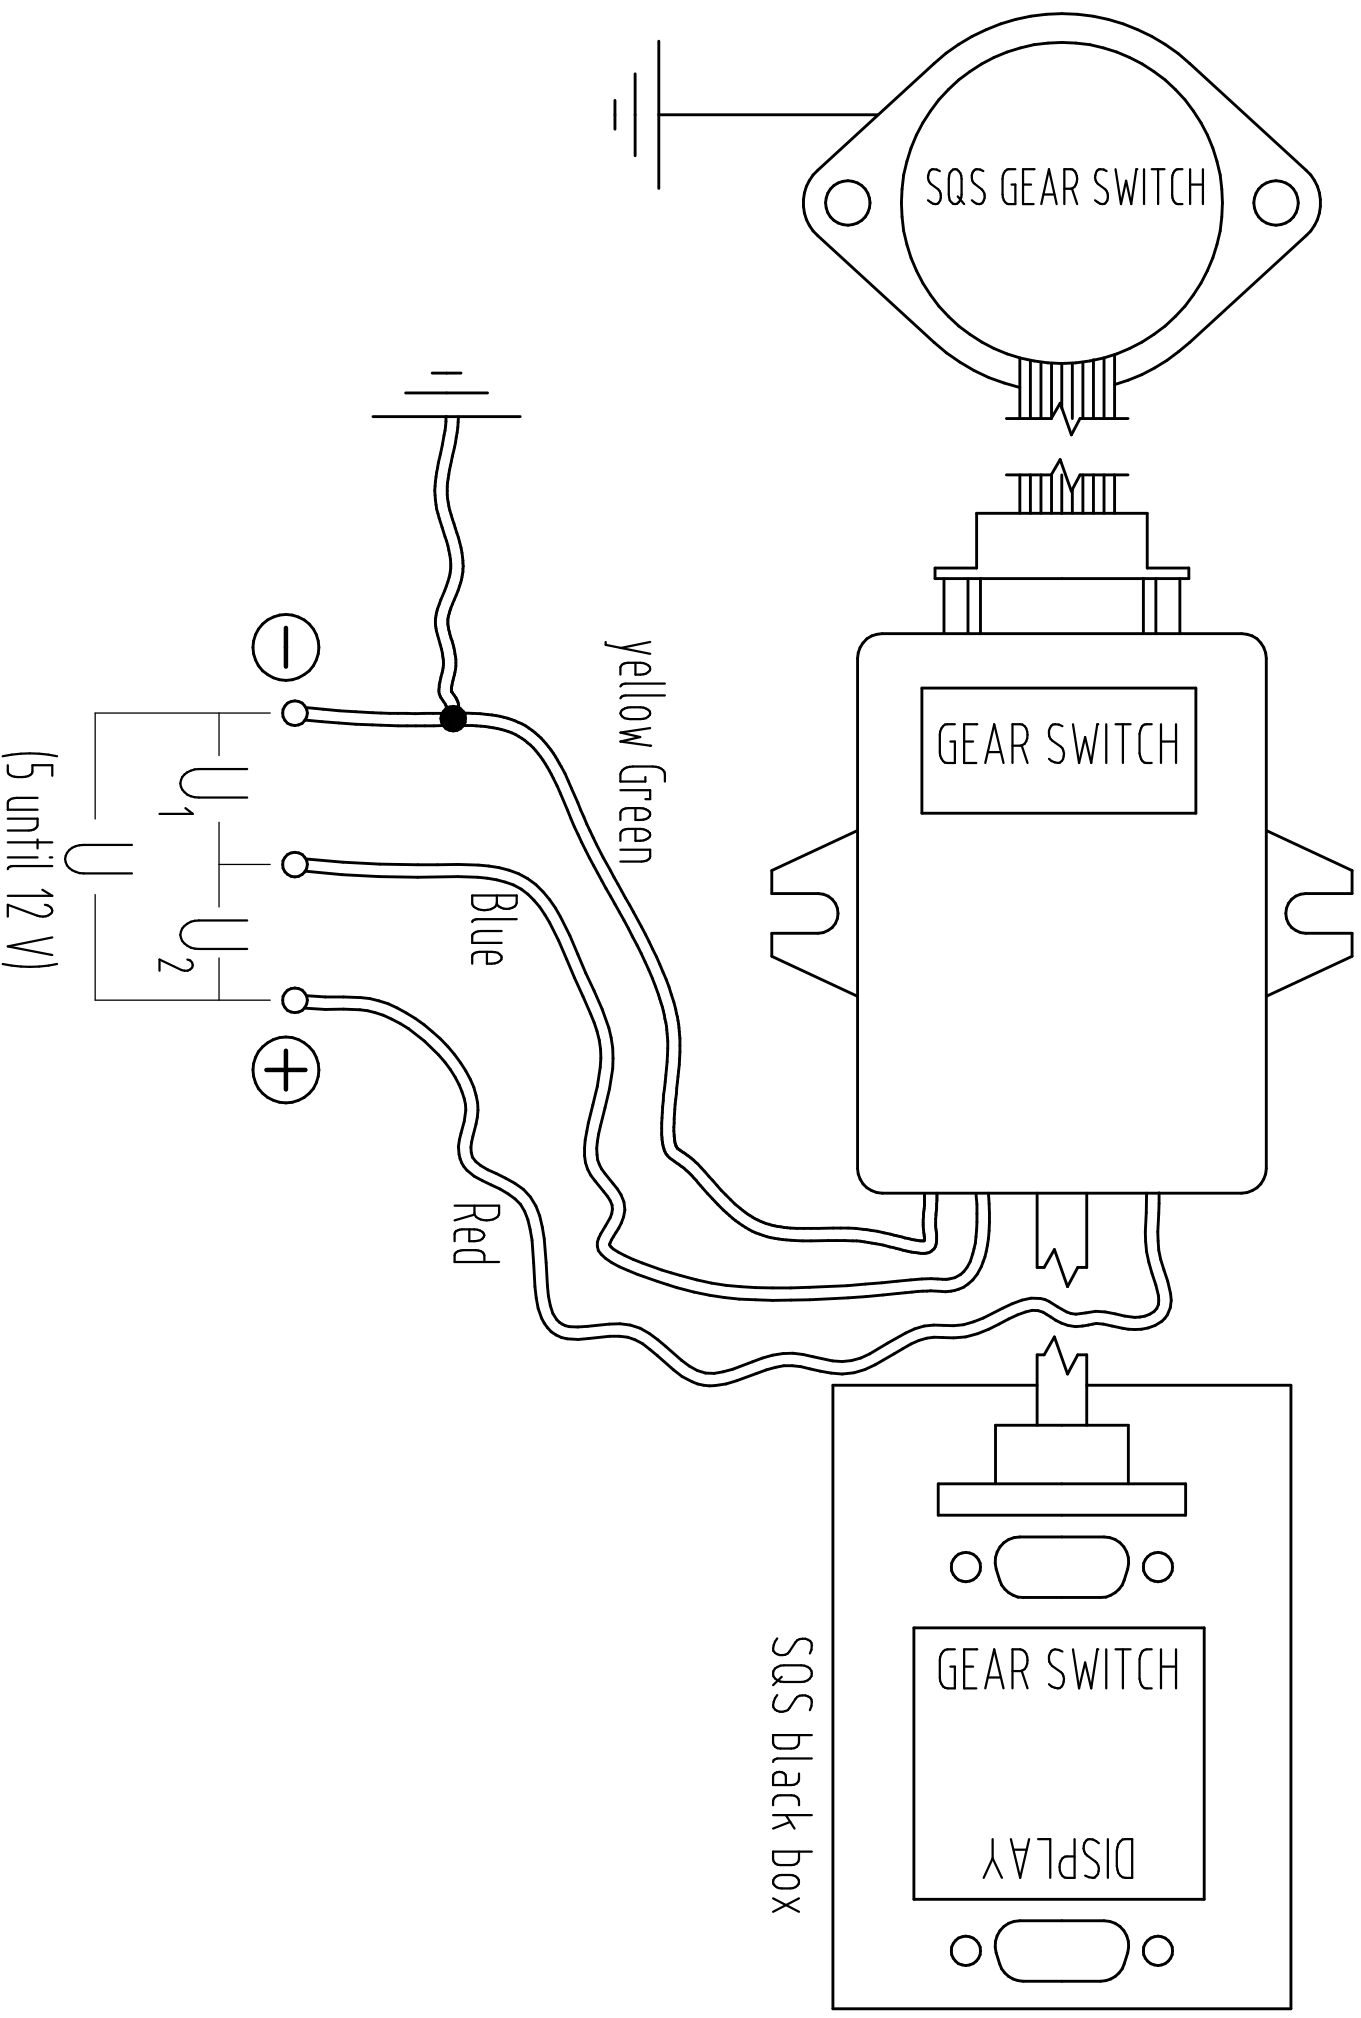 SQS GEAR SWITCH
GEAR SWITCH
yellow Green
Blue
Red
−
U1
U
U2
+
(5 until 12 V)
GEAR SWITCH
DISPLAY
SQS black box